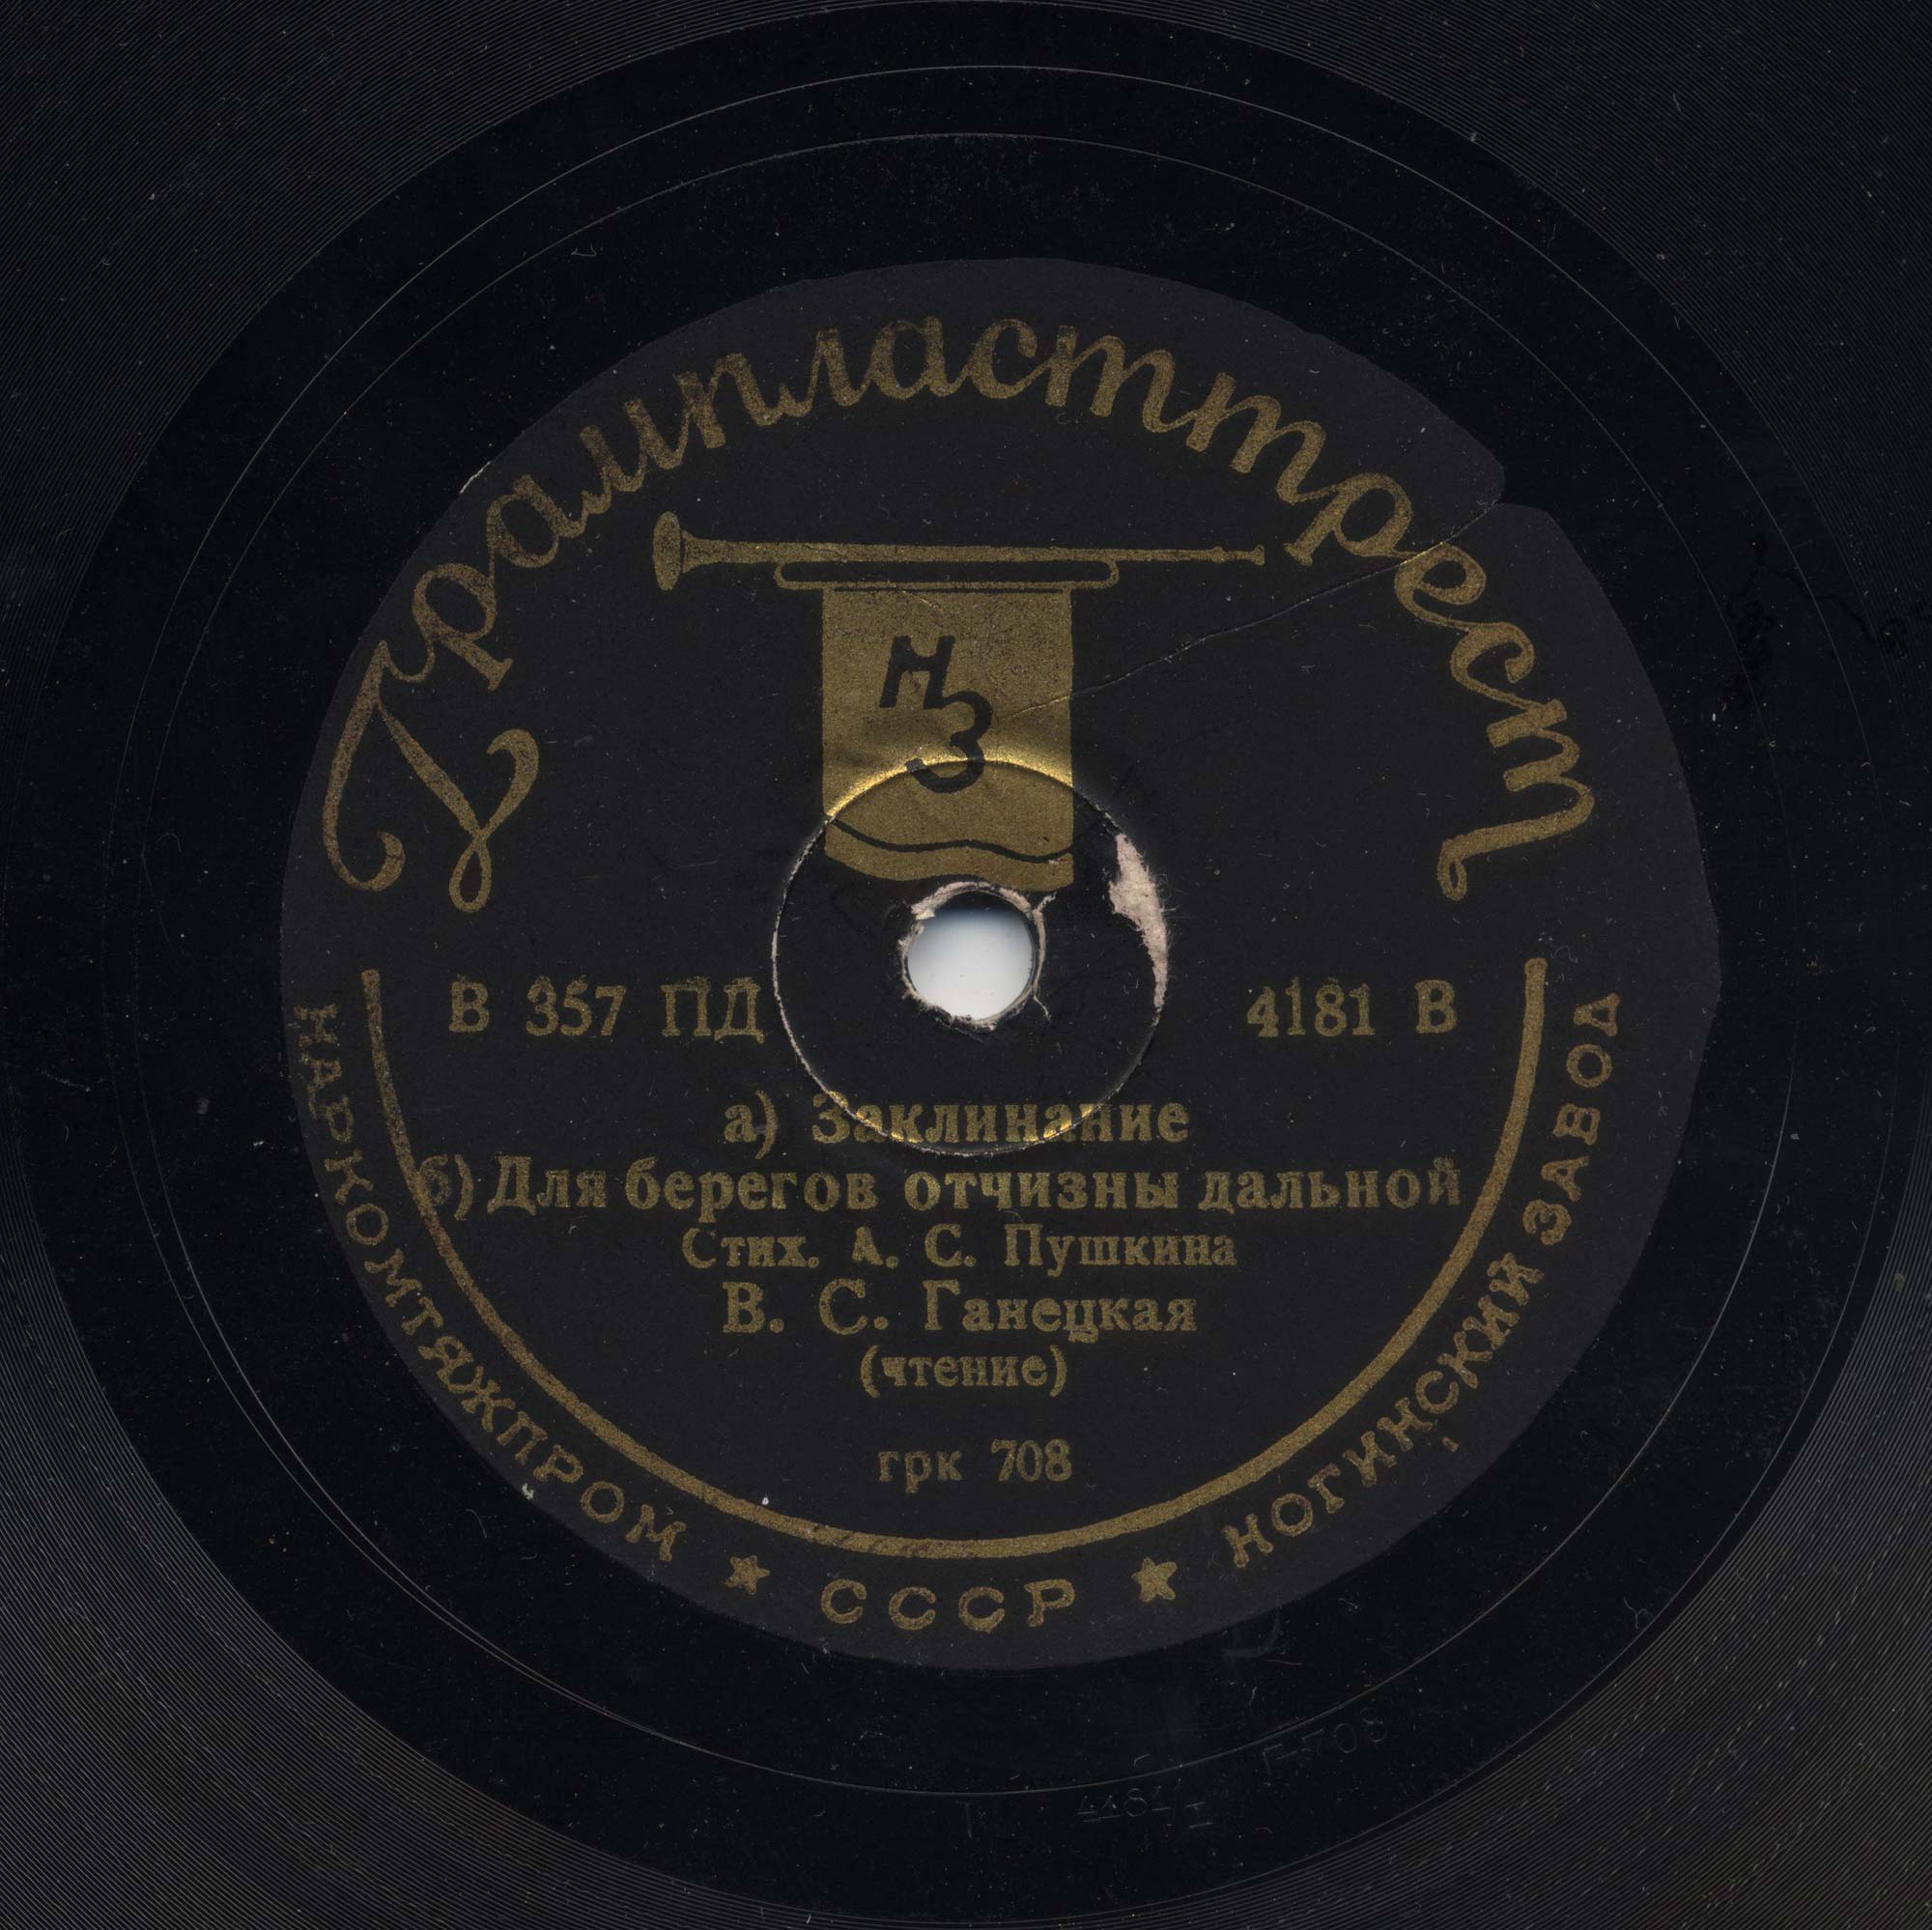 Грампласттрест
НЗ
В 357 ПД 4181 В
а) Заклинание
б) Для берегов отчизны дальной
Стих. А. С. Пушкина
В. С. Ганецкая
(чтение)
грк 708
НАРКОМТЯЖПРОМ ★ СССР ★ НОГИНСКИЙ ЗАВОД